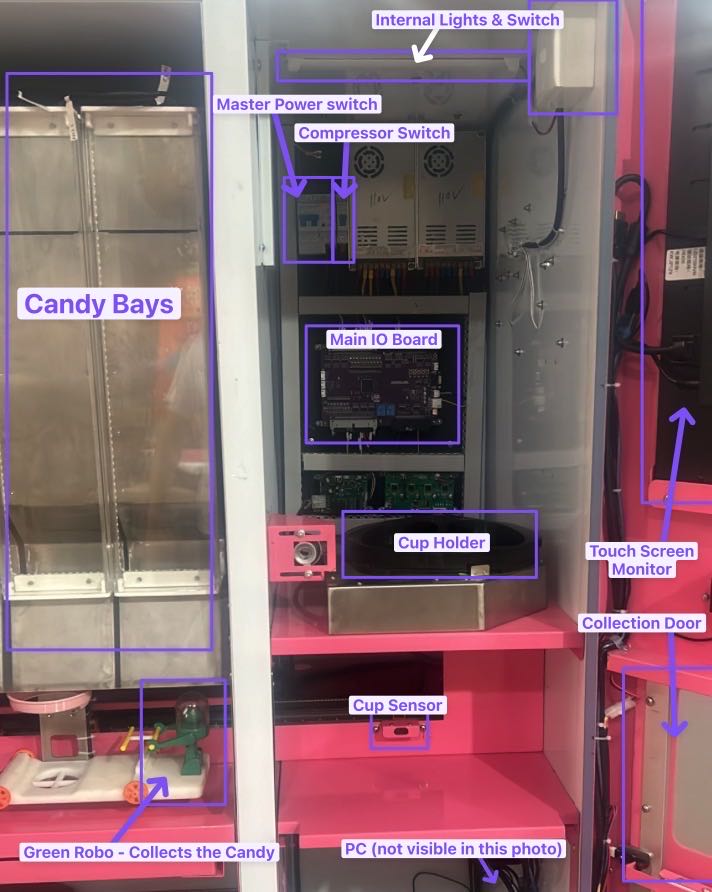 Internal Lights & Switch
Master Power switch
Compressor Switch
Candy Bays
Main IO Board
Cup Holder
Touch Screen
Monitor
Collection Door
Cup Sensor
Green Robo - Collects the Candy
PC (not visible in this photo)